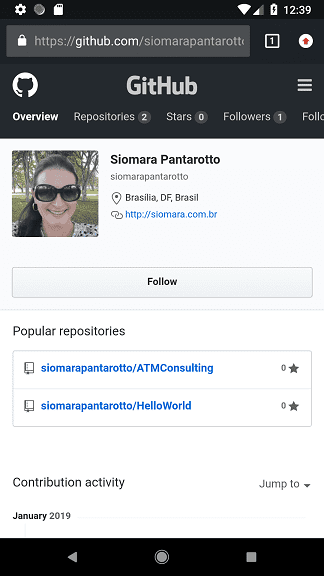 12:39
https://github.com/siomarapantarott
1
GitHub
Overview Repositories 2 Stars 0 Followers 1 Follo
Siomara Pantarotto
siomarapantarotto
Brasília, DF, Brasil
http://siomara.com.br
Follow
Popular repositories
siomarapantarotto/ATMConsulting 0
siomarapantarotto/HelloWorld 0
Contribution activity Jump to
January 2019